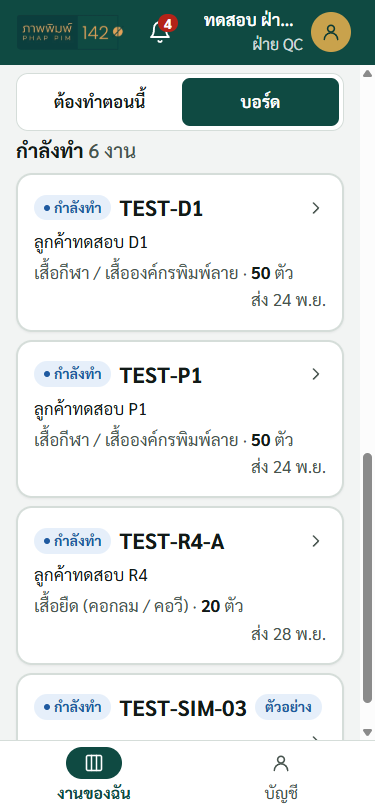 ภาพพิมพ์ 142
PHAP PIM
4
ทดสอบ ฝ่า...
ฝ่าย QC
ต้องทำตอนนี้ บอร์ด
กำลังทำ 6 งาน
กำลังทำ TEST-D1
ลูกค้าทดสอบ D1
เสื้อกีฬา / เสื้อองค์กรพิมพ์ลาย · 50 ตัว
ส่ง 24 พ.ย.
กำลังทำ TEST-P1
ลูกค้าทดสอบ P1
เสื้อกีฬา / เสื้อองค์กรพิมพ์ลาย · 50 ตัว
ส่ง 24 พ.ย.
กำลังทำ TEST-R4-A
ลูกค้าทดสอบ R4
เสื้อยืด (คอกลม / คอวี) · 20 ตัว
ส่ง 28 พ.ย.
กำลังทำ TEST-SIM-03 ตัวอย่าง
งานของฉัน บัญชี